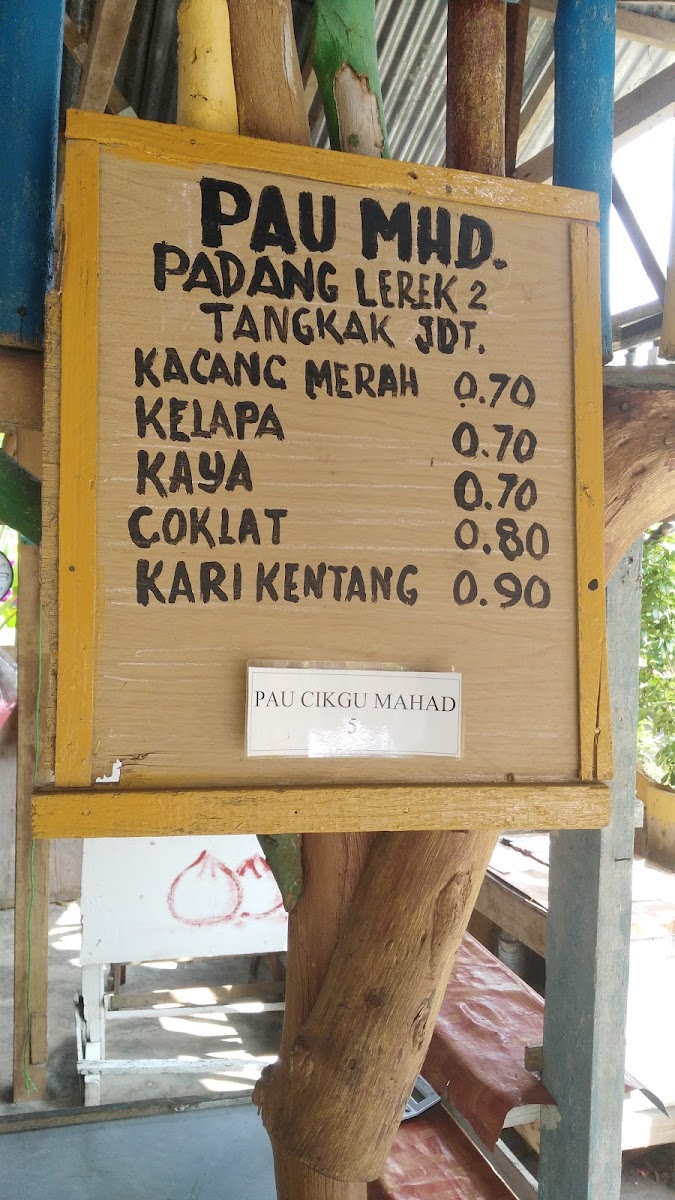 PAU MHD.
PADANG LEREK 2
TANGKAK JDT.
KACANG MERAH 0.70
KELAPA 0.70
KAYA 0.70
COKLAT 0.80
KARI KENTANG 0.90
PAU CIKGU MAHAD
5